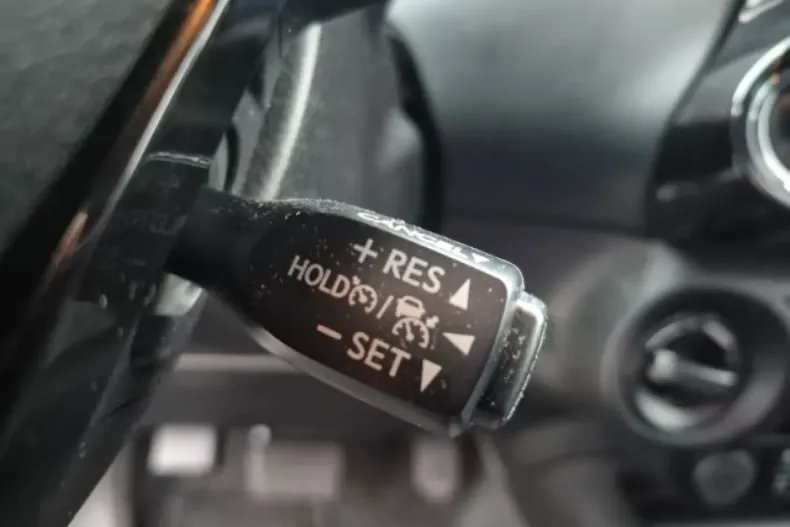 CANCEL
+ RES ▲
HOLD /
− SET ▼